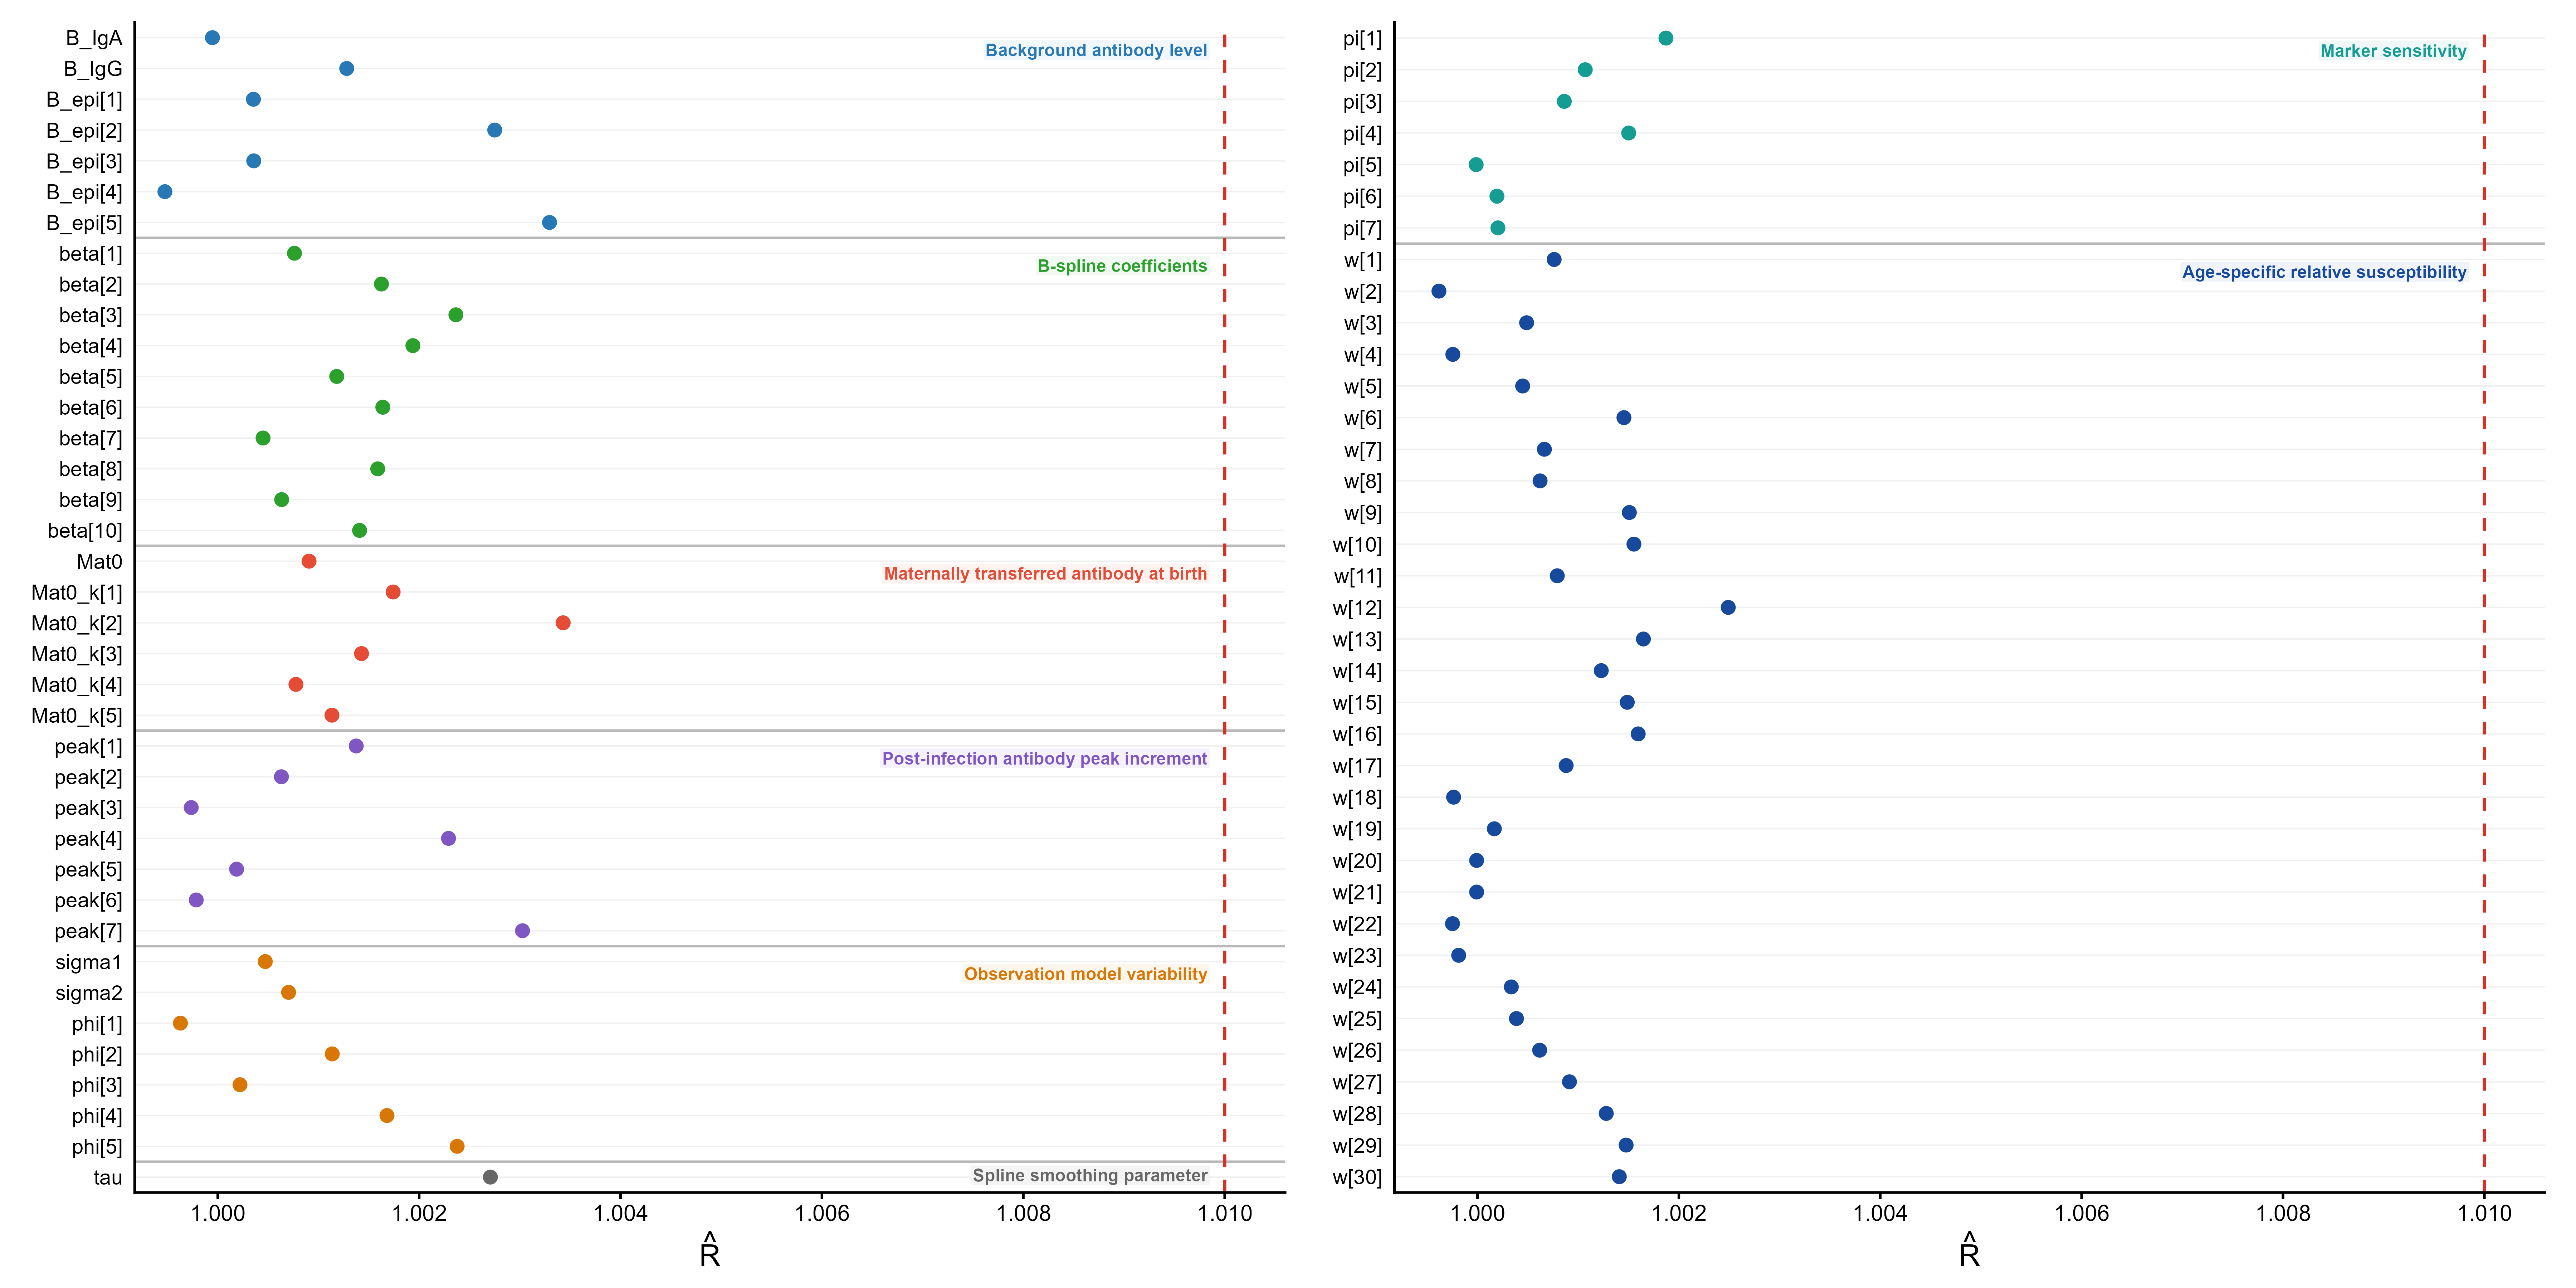 B_IgA
Background antibody level
B_IgG
B_epi[1]
B_epi[2]
B_epi[3]
B_epi[4]
B_epi[5]
beta[1]
B-spline coefficients
beta[2]
beta[3]
beta[4]
beta[5]
beta[6]
beta[7]
beta[8]
beta[9]
beta[10]
Mat0
Maternally transferred antibody at birth
Mat0_k[1]
Mat0_k[2]
Mat0_k[3]
Mat0_k[4]
Mat0_k[5]
peak[1]
Post-infection antibody peak increment
peak[2]
peak[3]
peak[4]
peak[5]
peak[6]
peak[7]
sigma1
Observation model variability
sigma2
phi[1]
phi[2]
phi[3]
phi[4]
phi[5]
tau
Spline smoothing parameter
1.000 1.002 1.004 1.006 1.008 1.010
R̂
pi[1]
Marker sensitivity
pi[2]
pi[3]
pi[4]
pi[5]
pi[6]
pi[7]
w[1]
Age-specific relative susceptibility
w[2]
w[3]
w[4]
w[5]
w[6]
w[7]
w[8]
w[9]
w[10]
w[11]
w[12]
w[13]
w[14]
w[15]
w[16]
w[17]
w[18]
w[19]
w[20]
w[21]
w[22]
w[23]
w[24]
w[25]
w[26]
w[27]
w[28]
w[29]
w[30]
1.000 1.002 1.004 1.006 1.008 1.010
R̂